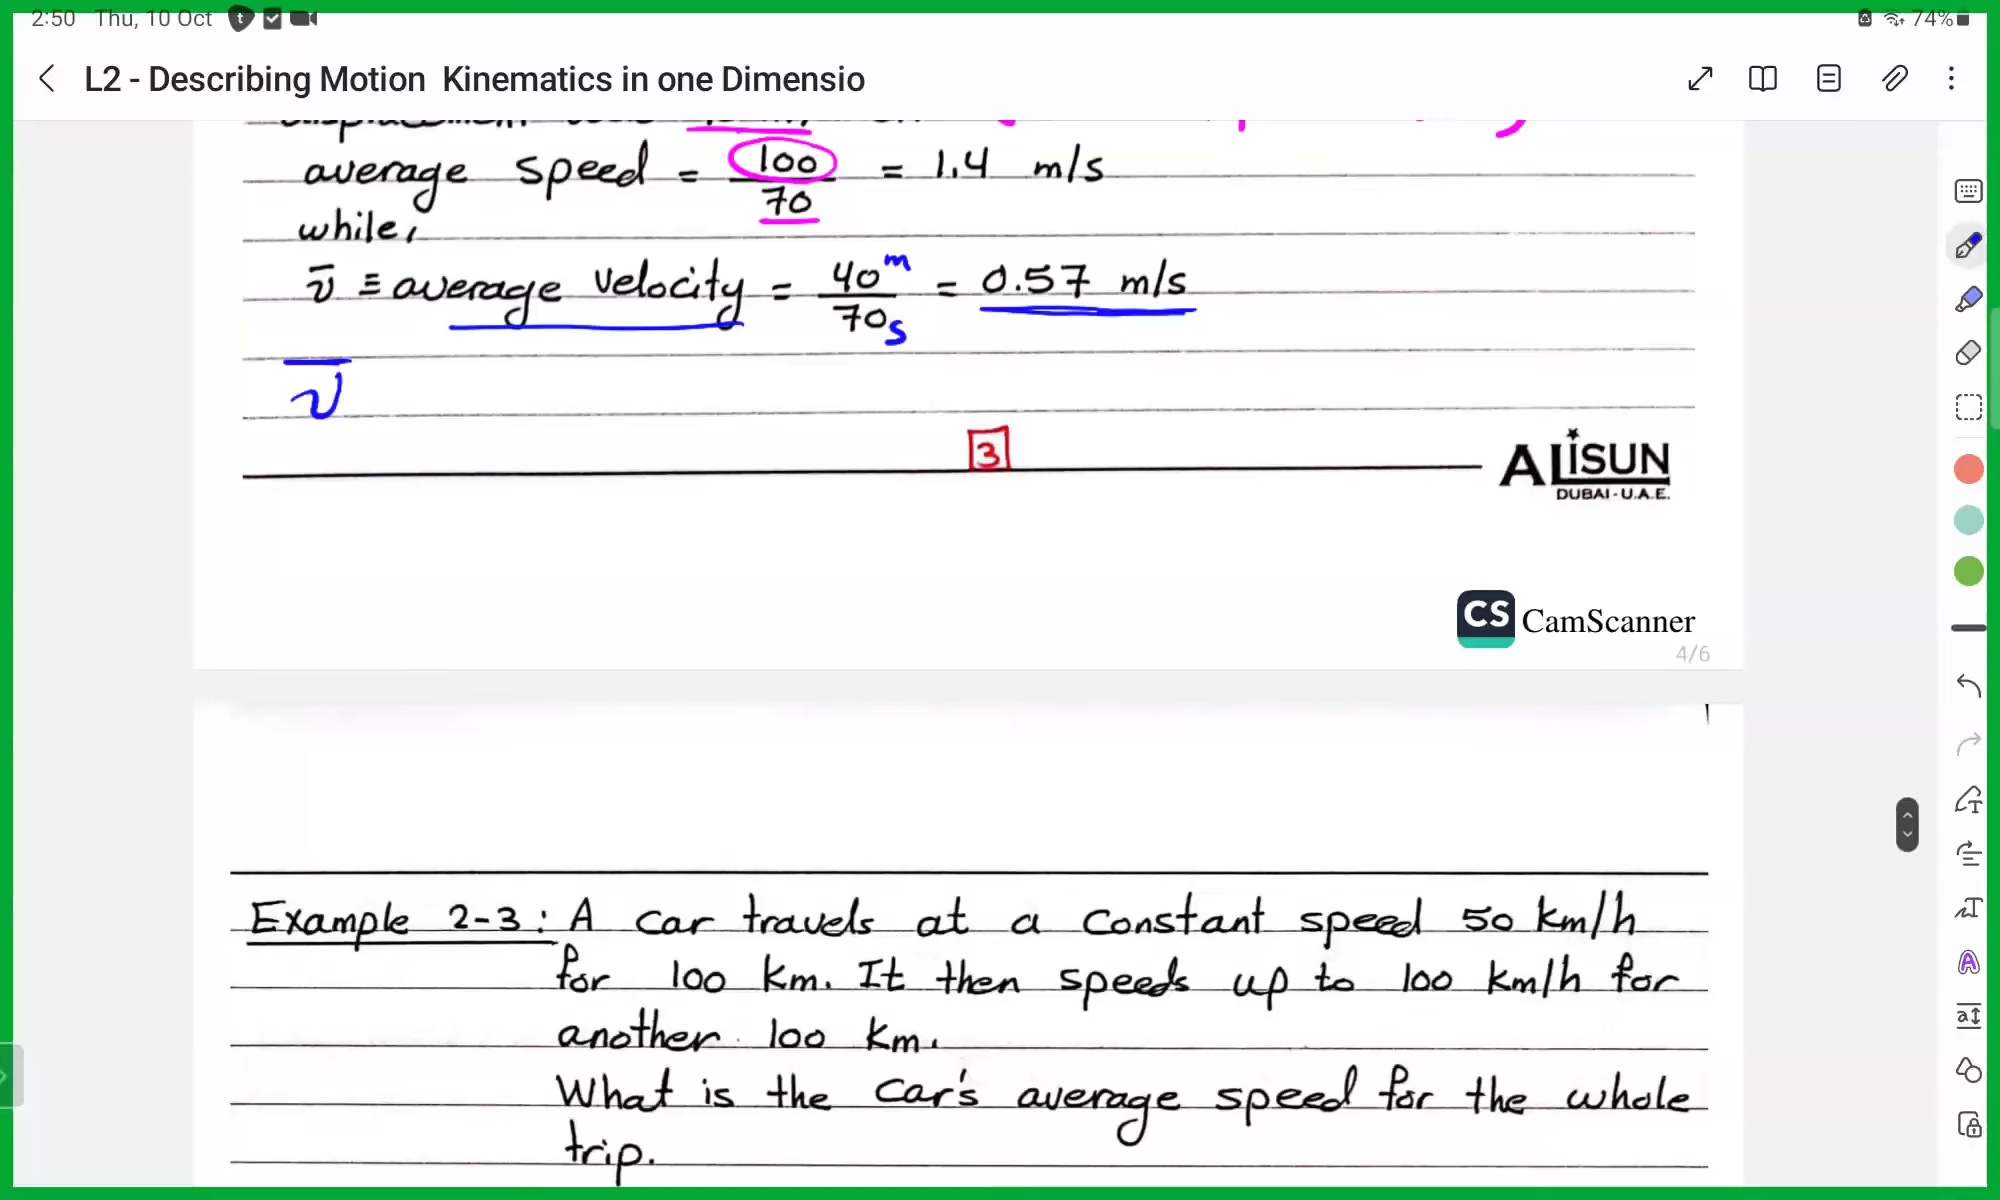 2:50 Thu, 10 Oct t 74%
L2 - Describing Motion Kinematics in one Dimensio
displacement
average speed = 100/70 = 1.4 m/s
while,
v̄ ≡ average velocity = 40 m/70 s = 0.57 m/s
v̄
3
ALiSUN
DUBAI - U.A.E.
CS CamScanner
4/6
Example 2-3: A car travels at a constant speed 50 km/h
for 100 km. It then speeds up to 100 km/h for
another 100 km.
What is the car's average speed for the whole
trip.